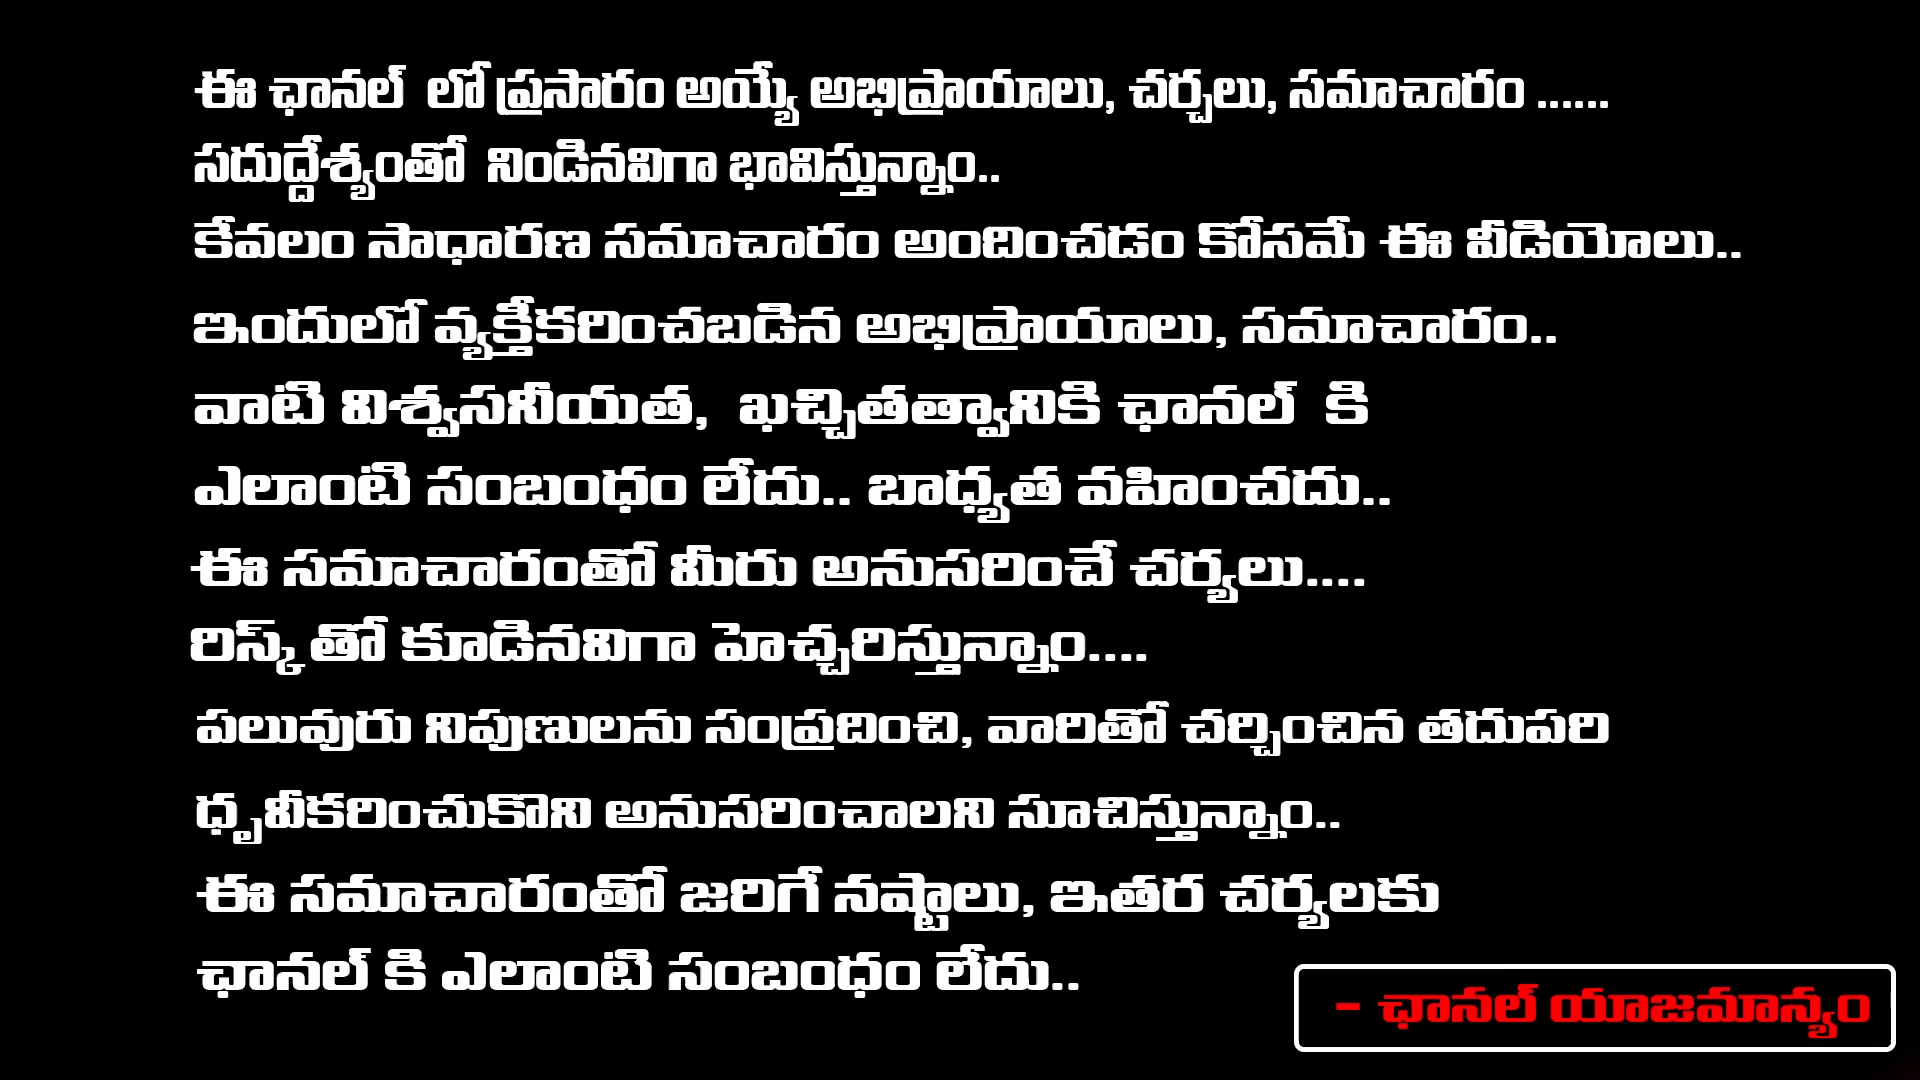 ఈ ఛానల్ లో ప్రసారం అయ్యే అభిప్రాయాలు, చర్చలు, సమాచారం ......
సదుద్దేశ్యంతో నిండినవిగా భావిస్తున్నాం..
కేవలం సాధారణ సమాచారం అందించడం కోసమే ఈ వీడియోలు..
ఇందులో వ్యక్తీకరించబడిన అభిప్రాయాలు, సమాచారం..
వాటి విశ్వసనీయత, ఖచ్చితత్వానికి ఛానల్ కి
ఎలాంటి సంబంధం లేదు.. బాధ్యత వహించదు..
ఈ సమాచారంతో మీరు అనుసరించే చర్యలు....
రిస్క్ తో కూడినవిగా హెచ్చరిస్తున్నాం....
పలువురు నిపుణులను సంప్రదించి, వారితో చర్చించిన తదుపరి
ధృవీకరించుకొని అనుసరించాలని సూచిస్తున్నాం..
ఈ సమాచారంతో జరిగే నష్టాలు, ఇతర చర్యలకు
ఛానల్ కి ఎలాంటి సంబంధం లేదు..
- ఛానల్ యాజమాన్యం